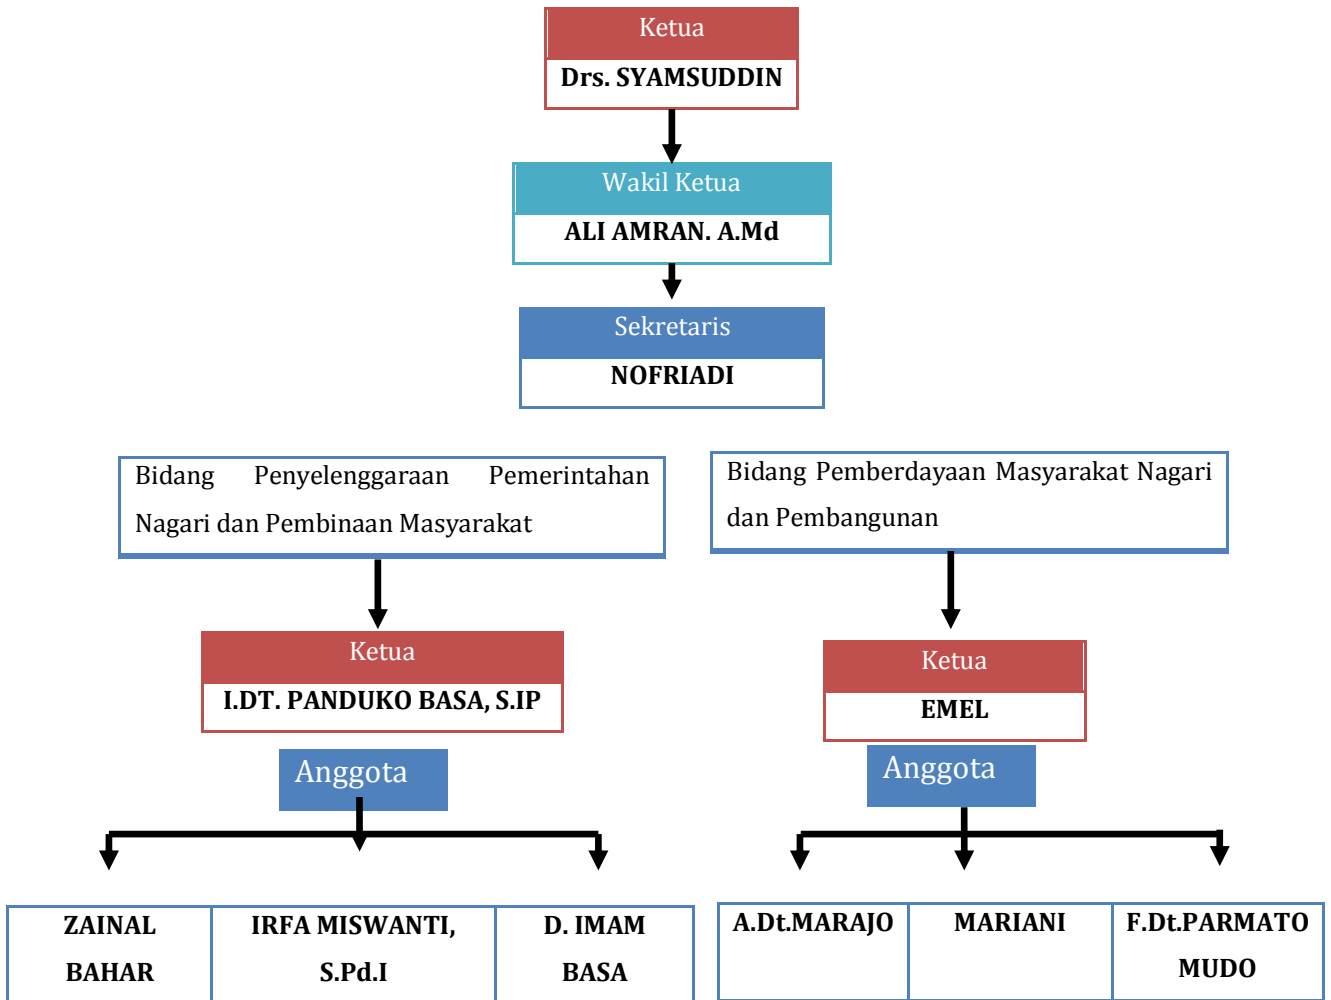 Ketua
Drs. SYAMSUDDIN
Wakil Ketua
ALI AMRAN. A.Md
Sekretaris
NOFRIADI
Bidang Penyelenggaraan Pemerintahan
Nagari dan Pembinaan Masyarakat
Bidang Pemberdayaan Masyarakat Nagari
dan Pembangunan
Ketua
I.DT. PANDUKO BASA, S.IP
Ketua
EMEL
Anggota
Anggota
ZAINAL
BAHAR
IRFA MISWANTI,
S.Pd.I
D. IMAM
BASA
A.Dt.MARAJO
MARIANI
F.Dt.PARMATO
MUDO